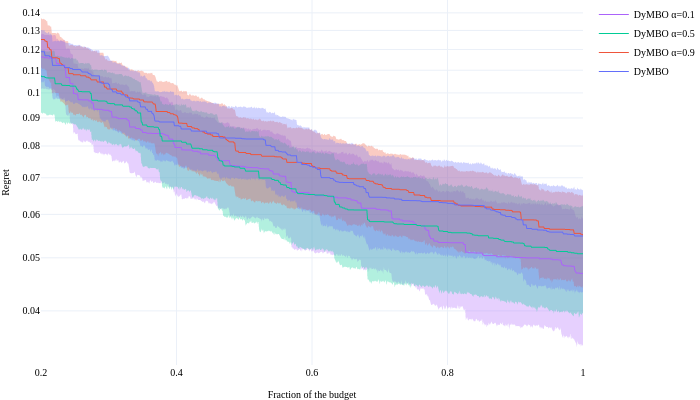 0.14
0.13
0.12
0.11
0.1
0.09
0.08
0.07
0.06
0.05
0.04
Regret
0.2
0.4
0.6
0.8
1
Fraction of the budget
DyMBO α=0.1
DyMBO α=0.5
DyMBO α=0.9
DyMBO